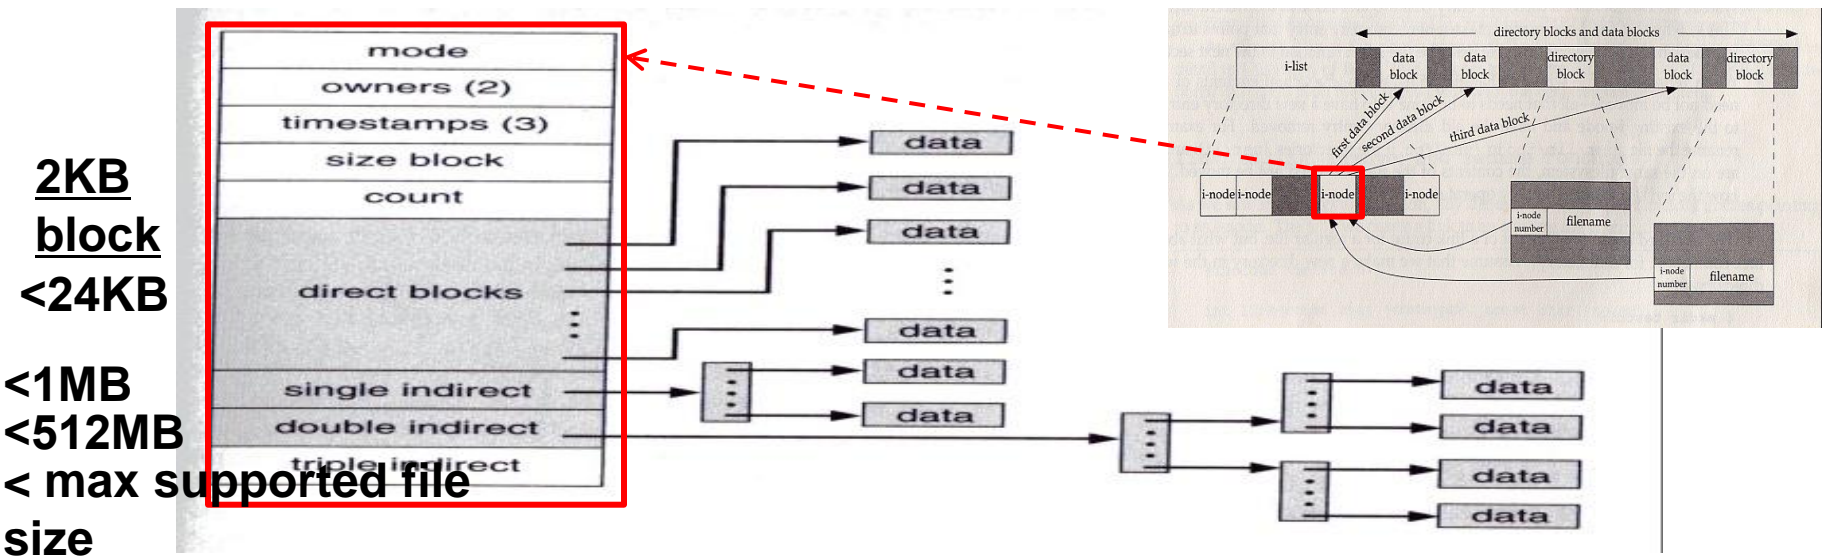 2KB
block
<24KB
<1MB
<512MB
< max supported file
size
mode
owners (2)
timestamps (3)
size block
count
direct blocks
single indirect
double indirect
triple indirect
data
data
data
data
data
data
data
data
data
data
directory blocks and data blocks
i-list
data
block
data
block
directory
block
data
block
directory
block
first data block
second data block
third data block
i-node
i-node
i-node
i-node
i-node
number
filename
i-node
number
filename